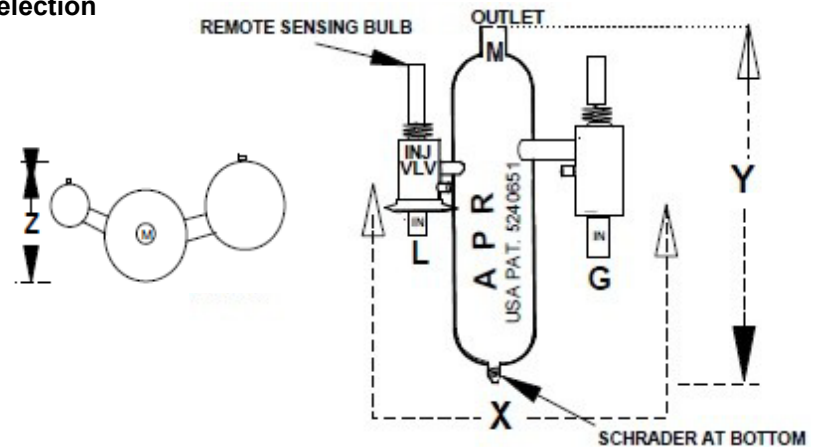 election
OUTLET
REMOTE SENSING BULB
M
INJ
VLV
IN
L
A P R
USA PAT. 5240651
IN
G
Y
Z
M
X
SCHRADER AT BOTTOM